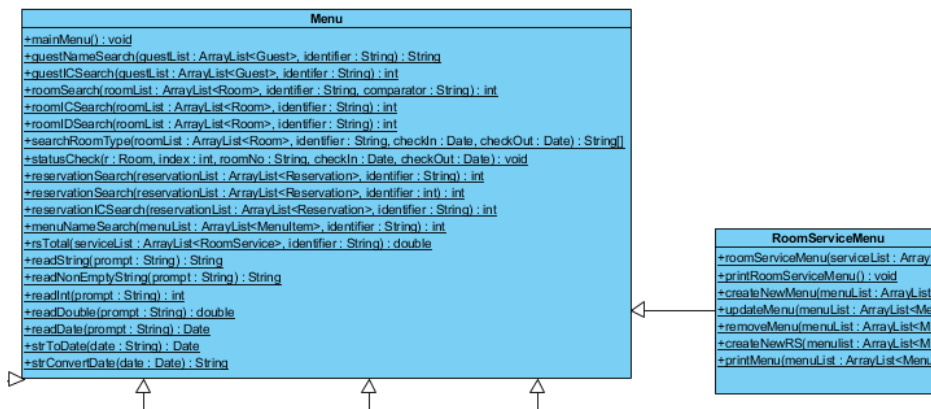 Menu
+mainMenu() : void
+guestNameSearch(guestList : ArrayList<Guest>, identifier : String) : String
+guestICSearch(guestList : ArrayList<Guest>, identifer : String) : int
+roomSearch(roomList : ArrayList<Room>, identifier : String, comparator : String) : int
+roomICSearch(roomList : ArrayList<Room>, identifier : String) : int
+roomIDSearch(roomList : ArrayList<Room>, identifier : String) : int
+searchRoomType(roomList : ArrayList<Room>, identifier : String, checkIn : Date, checkOut : Date) : String[]
+statusCheck(r : Room, index : int, roomNo : String, checkIn : Date, checkOut : Date) : void
+reservationSearch(reservationList : ArrayList<Reservation>, identifier : String) : int
+reservationSearch(reservationList : ArrayList<Reservation>, identifier : int) : int
+reservationICSearch(reservationList : ArrayList<Reservation>, identifier : String) : int
+menuNameSearch(menuList : ArrayList<MenuItem>, identifier : String) : int
+rsTotal(serviceList : ArrayList<RoomService>, identifier : String) : double
+readString(prompt : String) : String
+readNonEmptyString(prompt : String) : String
+readInt(prompt : String) : int
+readDouble(prompt : String) : double
+readDate(prompt : String) : Date
+strToDate(date : String) : Date
+strConvertDate(date : Date) : String
RoomServiceMenu
+roomServiceMenu(serviceList : Array
+printRoomServiceMenu() : void
+createNewMenu(menuList : ArrayList
+updateMenu(menuList : ArrayList<Me
+removeMenu(menuList : ArrayList<M
+createNewRS(menulist : ArrayList<M
+printMenu(menuList : ArrayList<Menu